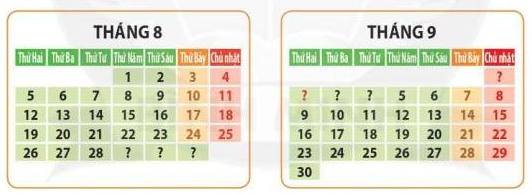 THÁNG 8
Thứ Hai Thứ Ba Thứ Tư Thứ Năm Thứ Sáu Thứ Bảy Chủ nhật
1 2 3 4
5 6 7 8 9 10 11
12 13 14 15 16 17 18
19 20 21 22 23 24 25
26 27 28 ? ? ?
THÁNG 9
Thứ Hai Thứ Ba Thứ Tư Thứ Năm Thứ Sáu Thứ Bảy Chủ nhật
?
? ? ? 5 6 7 8
9 10 11 12 13 14 15
16 17 18 19 20 21 22
23 24 25 26 27 28 29
30